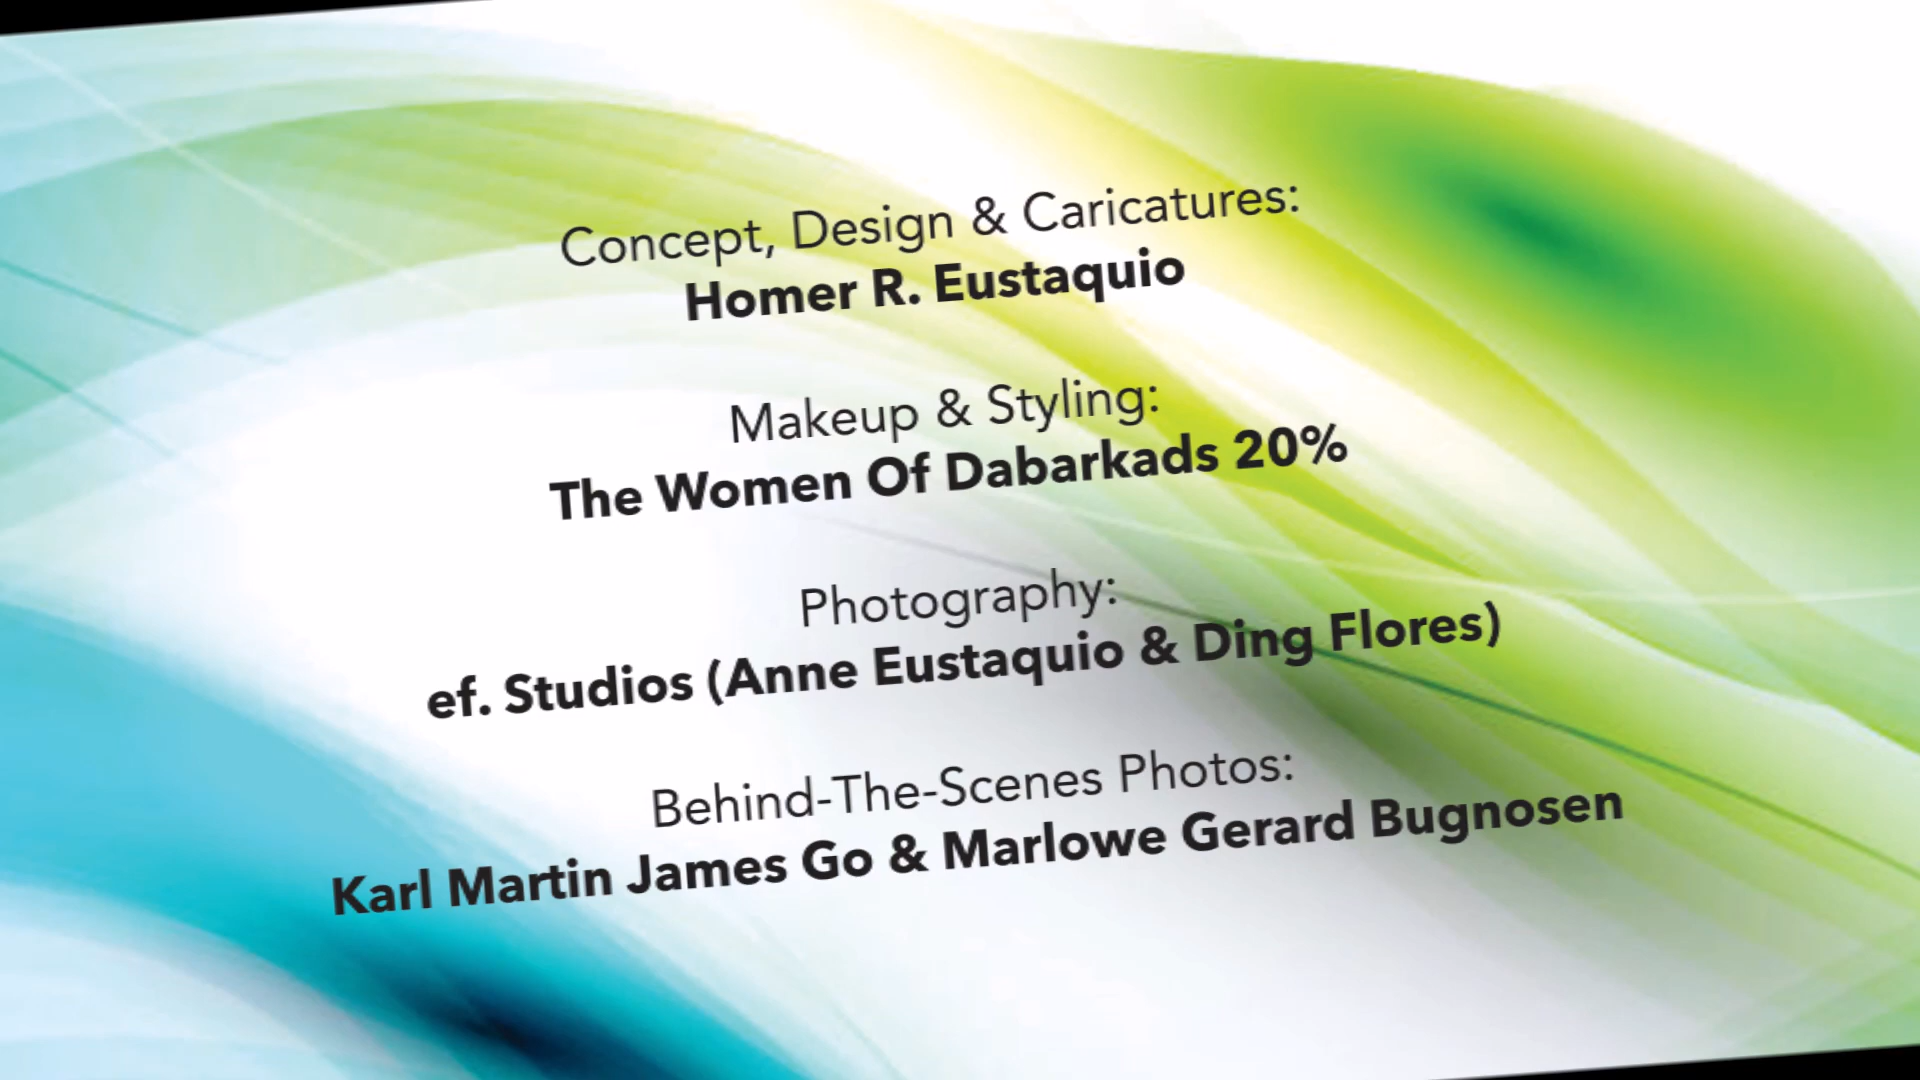 Concept, Design & Caricatures:
Homer R. Eustaquio
Makeup & Styling:
The Women Of Dabarkads 20%
Photography:
ef. Studios (Anne Eustaquio & Ding Flores)
Behind-The-Scenes Photos:
Karl Martin James Go & Marlowe Gerard Bugnosen